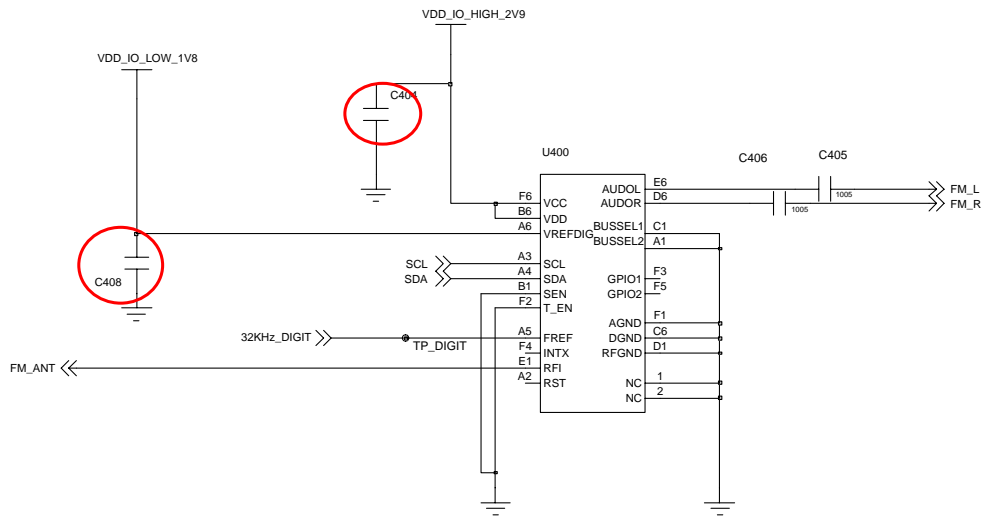 VDD_IO_HIGH_2V9
VDD_IO_LOW_1V8
C404
U400
C406
C405
1005
1005
FM_L
FM_R
C408
SCL
SDA
32KHz_DIGIT
TP_DIGIT
FM_ANT
F6 VCC
B6 VDD
A6 VREFDIG
A3 SCL
A4 SDA
B1 SEN
F2 T_EN
A5 FREF
F4 INTX
E1 RFI
A2 RST
AUDOL E6
AUDOR D6
BUSSEL1 C1
BUSSEL2 A1
GPIO1 F3
GPIO2 F5
AGND F1
DGND C6
RFGND D1
NC 1
NC 2